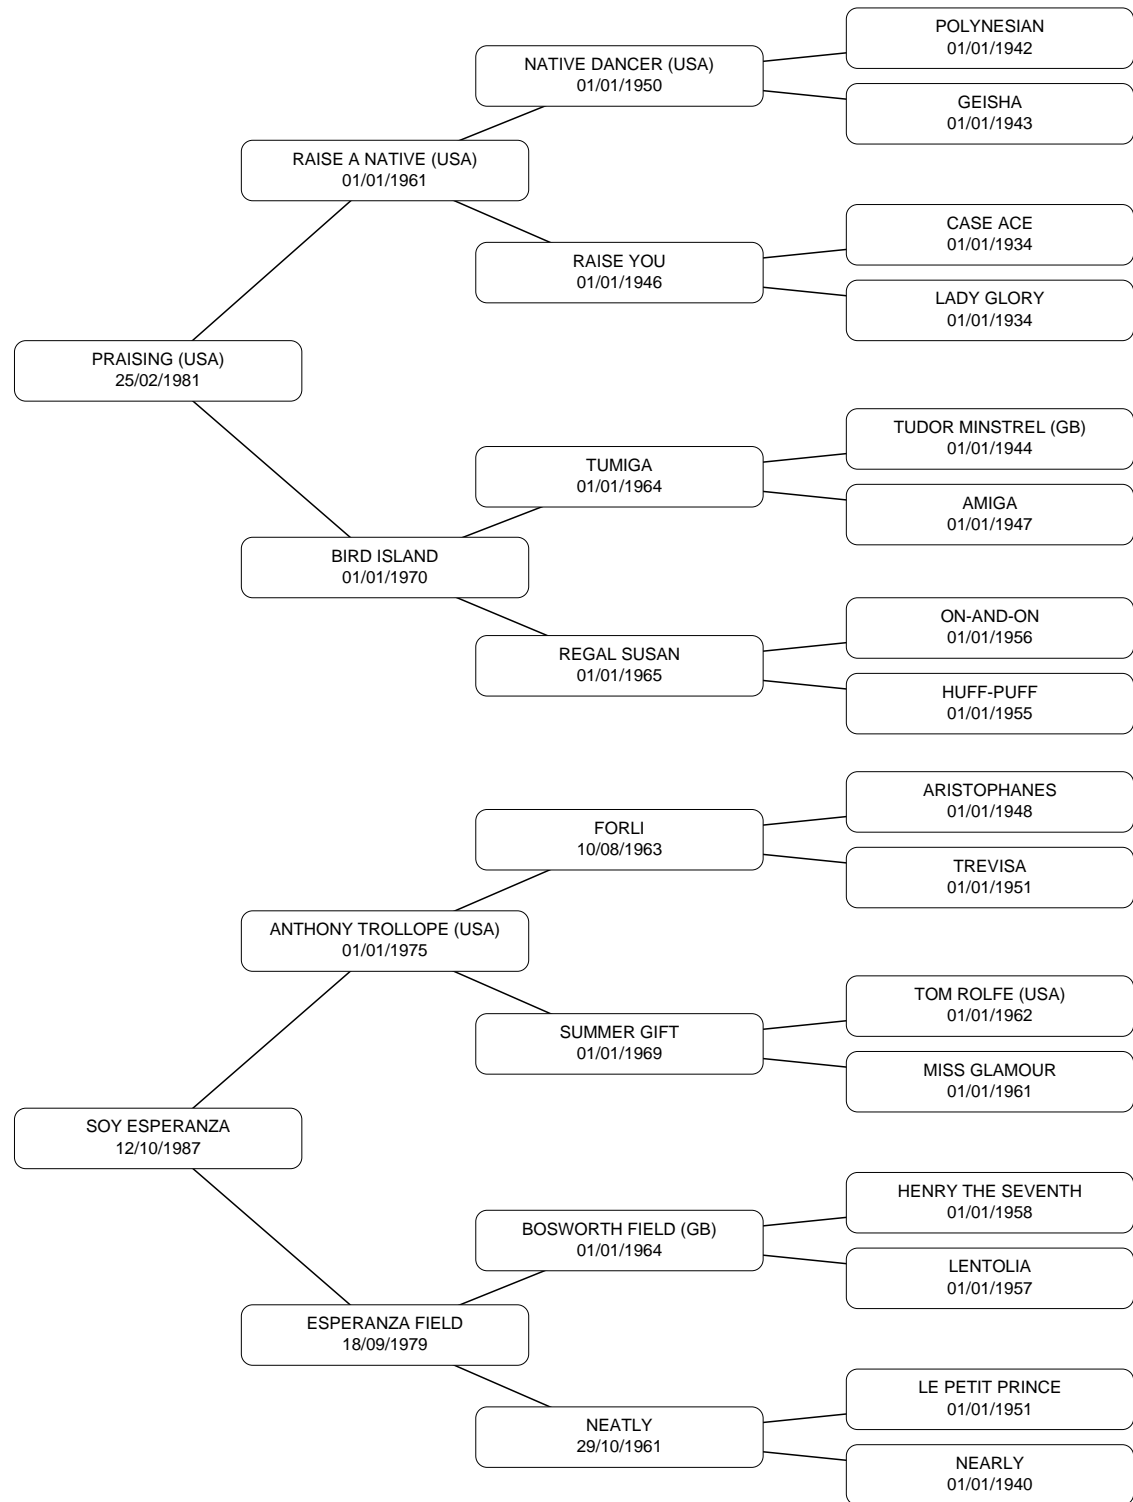 POLYNESIAN
01/01/1942
NATIVE DANCER (USA)
01/01/1950
GEISHA
01/01/1943
RAISE A NATIVE (USA)
01/01/1961
CASE ACE
01/01/1934
RAISE YOU
01/01/1946
LADY GLORY
01/01/1934
PRAISING (USA)
25/02/1981
TUDOR MINSTREL (GB)
01/01/1944
TUMIGA
01/01/1964
AMIGA
01/01/1947
BIRD ISLAND
01/01/1970
ON-AND-ON
01/01/1956
REGAL SUSAN
01/01/1965
HUFF-PUFF
01/01/1955
ARISTOPHANES
01/01/1948
FORLI
10/08/1963
TREVISA
01/01/1951
ANTHONY TROLLOPE (USA)
01/01/1975
TOM ROLFE (USA)
01/01/1962
SUMMER GIFT
01/01/1969
MISS GLAMOUR
01/01/1961
SOY ESPERANZA
12/10/1987
HENRY THE SEVENTH
01/01/1958
BOSWORTH FIELD (GB)
01/01/1964
LENTOLIA
01/01/1957
ESPERANZA FIELD
18/09/1979
LE PETIT PRINCE
01/01/1951
NEATLY
29/10/1961
NEARLY
01/01/1940